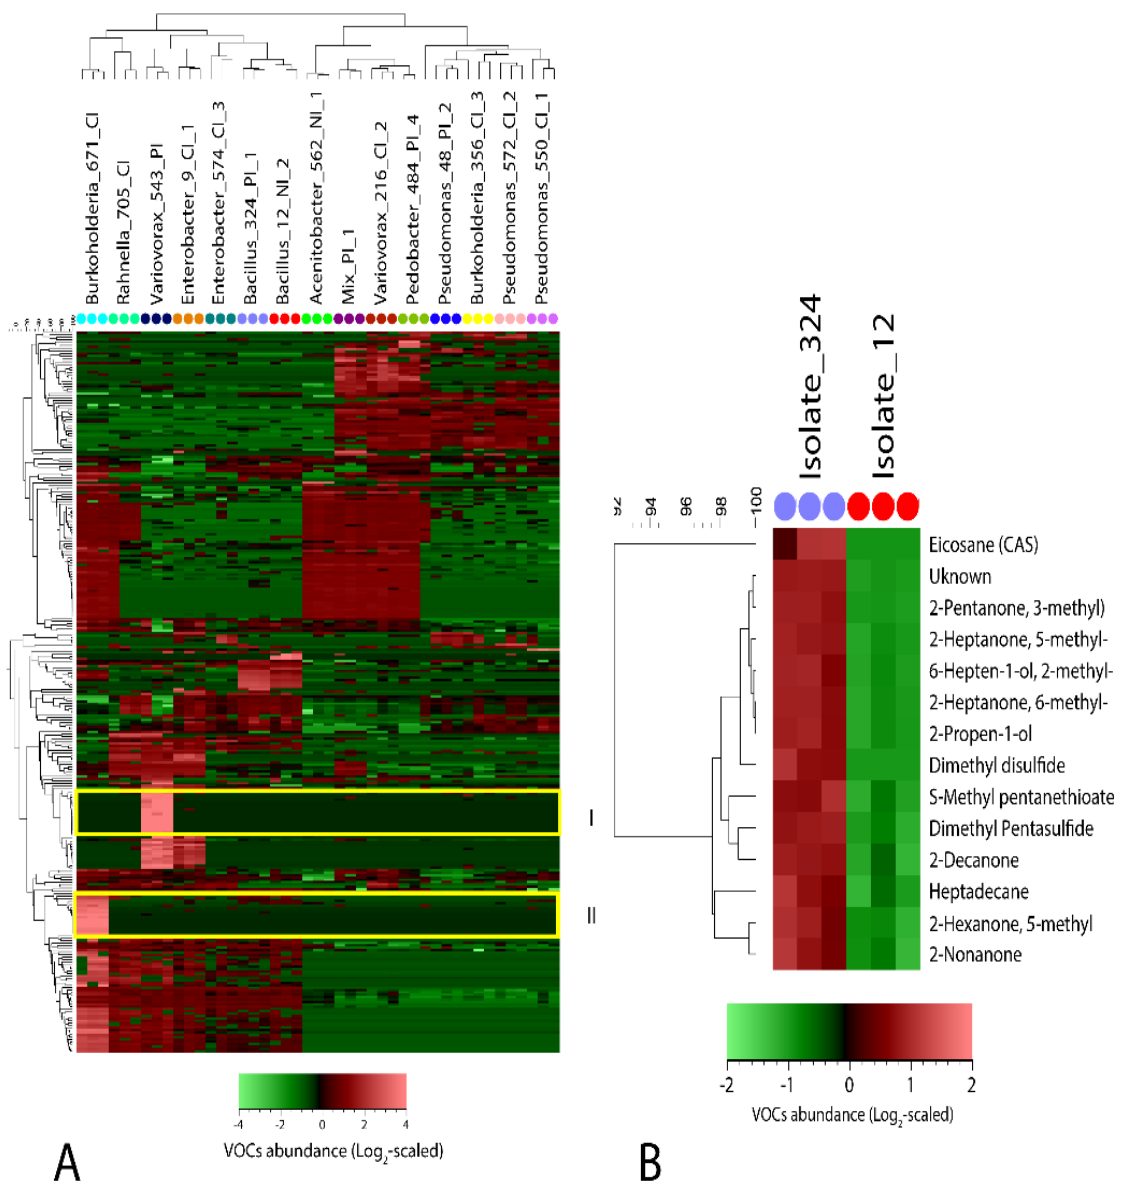 Burkoholderia_671_CI
Rahnella_705_CI
Variovorax_543_PI
Enterobacter_9_CI_1
Enterobacter_574_CI_3
Bacillus_324_PI_1
Bacillus_12_NI_2
Acenitobacter_562_NI_1
Mix_PI_1
Variovorax_216_CI_2
Pedobacter_484_PI_4
Pseudomonas_48_PI_2
Burkoholderia_356_CI_3
Pseudomonas_572_CI_2
Pseudomonas_550_CI_1
I
II
-4 -2 0 2 4
VOCs abundance (Log2-scaled)
A
Isolate_324
Isolate_12
92 94 96 98 100
Eicosane (CAS)
Uknown
2-Pentanone, 3-methyl)
2-Heptanone, 5-methyl-
6-Hepten-1-ol, 2-methyl-
2-Heptanone, 6-methyl-
2-Propen-1-ol
Dimethyl disulfide
S-Methyl pentanethioate
Dimethyl Pentasulfide
2-Decanone
Heptadecane
2-Hexanone, 5-methyl
2-Nonanone
-2 -1 0 1 2
VOCs abundance (Log2-scaled)
B